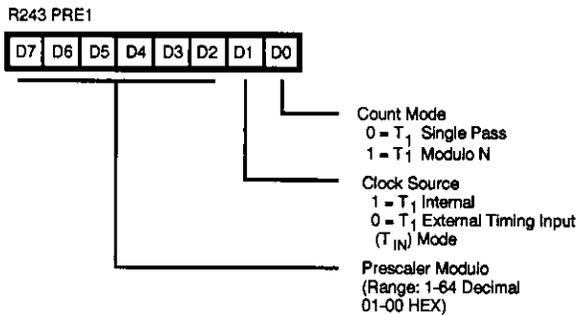 R243 PRE1
D7 D6 D5 D4 D3 D2 D1 D0
Count Mode
0 = T1 Single Pass
1 = T1 Modulo N
Clock Source
1 = T1 Internal
0 = T1 External Timing Input
(TIN) Mode
Prescaler Modulo
(Range: 1-64 Decimal
01-00 HEX)